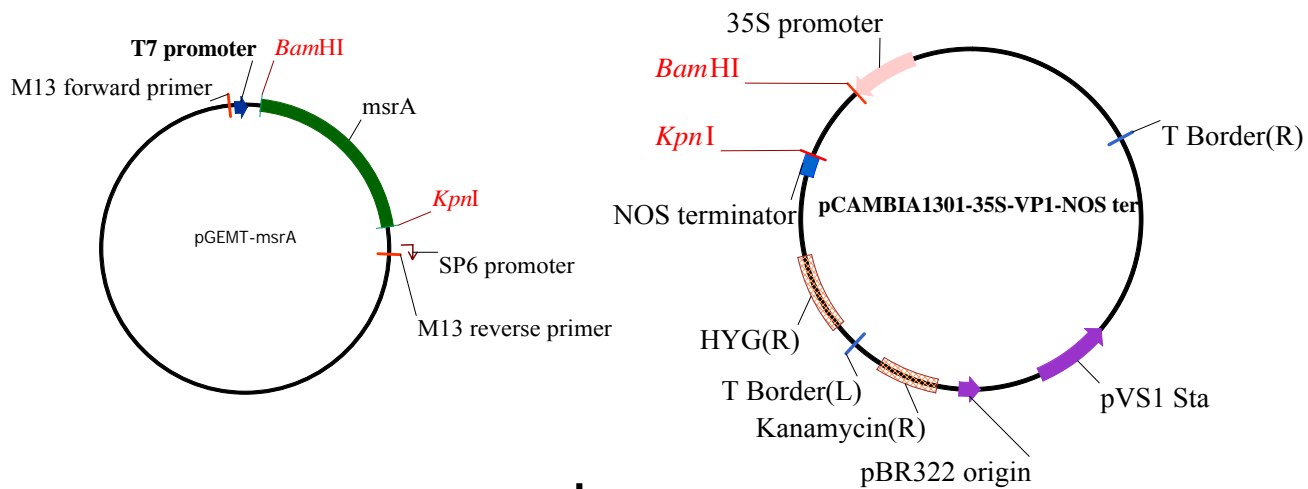 T7 promoter
BamHI
M13 forward primer
msrA
KpnI
pGEMT-msrA
SP6 promoter
M13 reverse primer
35S promoter
BamHI
KpnI
T Border(R)
NOS terminator
pCAMBIA1301-35S-VP1-NOS ter
HYG(R)
T Border(L)
Kanamycin(R)
pVS1 Sta
pBR322 origin